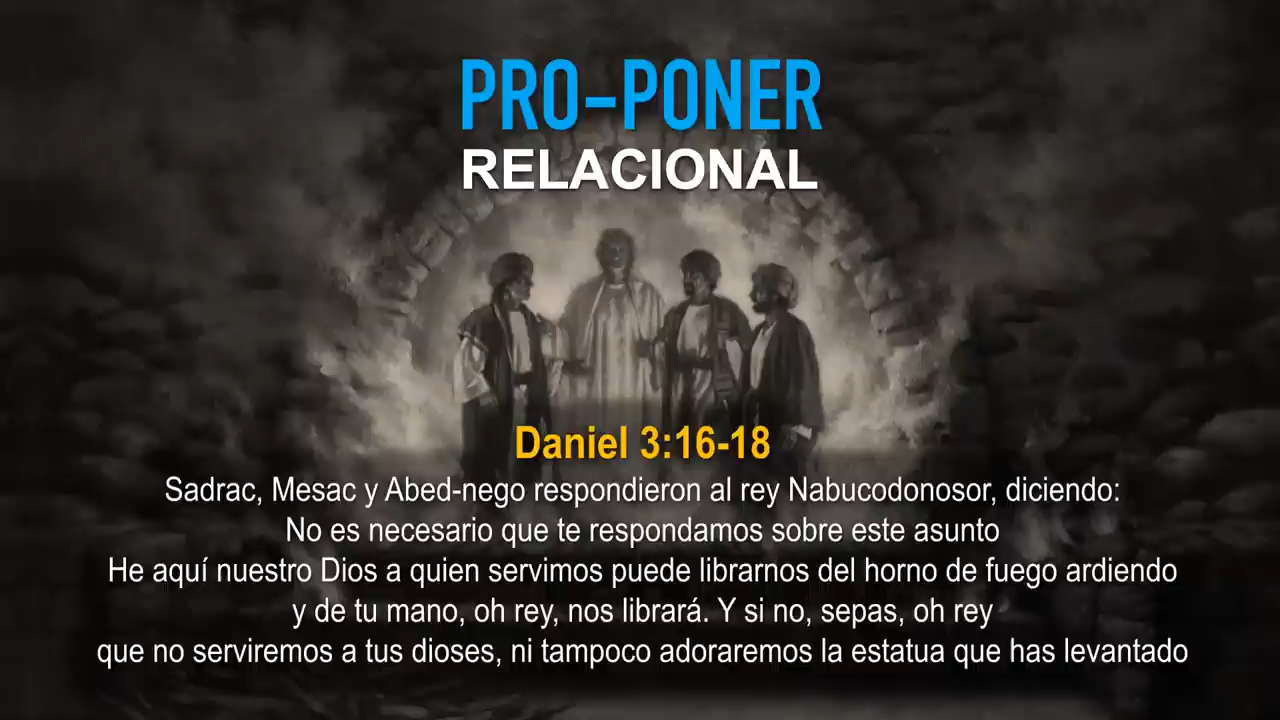 PRO-PONER
RELACIONAL
Daniel 3:16-18
Sadrac, Mesac y Abed-nego respondieron al rey Nabucodonosor, diciendo:
No es necesario que te respondamos sobre este asunto
He aquí nuestro Dios a quien servimos puede librarnos del horno de fuego ardiendo
y de tu mano, oh rey, nos librará. Y si no, sepas, oh rey
que no serviremos a tus dioses, ni tampoco adoraremos la estatua que has levantado